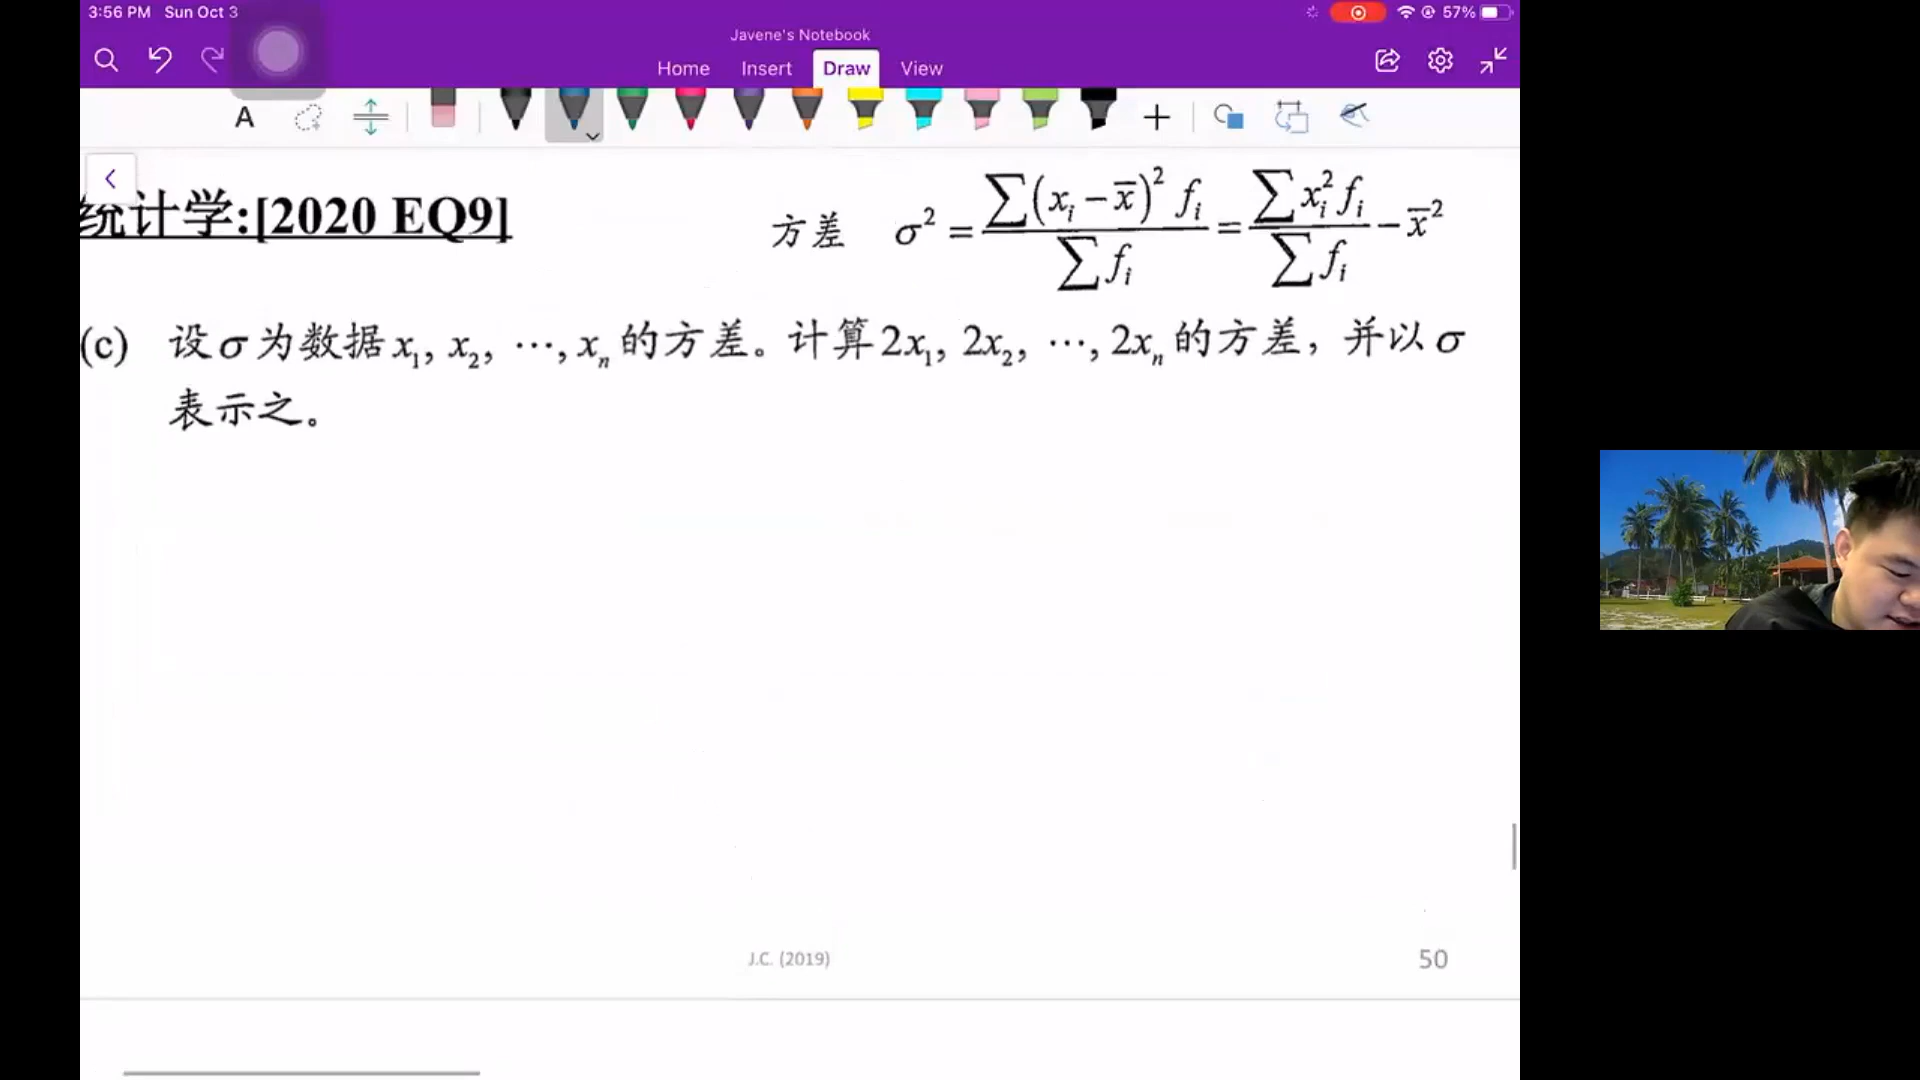 3:56 PM Sun Oct 3
57%
Javene's Notebook
Home Insert Draw View
A
统计学:[2020 EQ9]
方差 σ² = ∑(xᵢ − x̄)² fᵢ / ∑fᵢ = ∑xᵢ² fᵢ / ∑fᵢ − x̄²
(c) 设σ为数据x₁, x₂, ⋯, xₙ的方差。计算2x₁, 2x₂, ⋯, 2xₙ的方差，并以σ
表示之。
J.C. (2019)
50